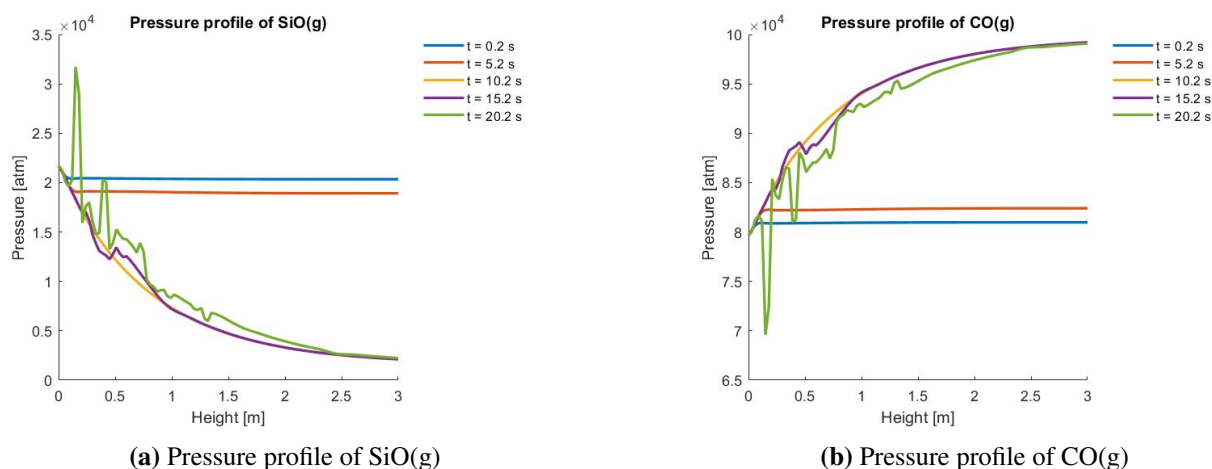 Pressure profile of SiO(g)
×10⁴
3.5
3
2.5
2
1.5
1
0.5
0
Pressure [atm]
0 0.5 1 1.5 2 2.5 3
Height [m]
t = 0.2 s
t = 5.2 s
t = 10.2 s
t = 15.2 s
t = 20.2 s
(a) Pressure profile of SiO(g)
Pressure profile of CO(g)
×10⁴
10
9.5
9
8.5
8
7.5
7
6.5
Pressure [atm]
0 0.5 1 1.5 2 2.5 3
Height [m]
t = 0.2 s
t = 5.2 s
t = 10.2 s
t = 15.2 s
t = 20.2 s
(b) Pressure profile of CO(g)